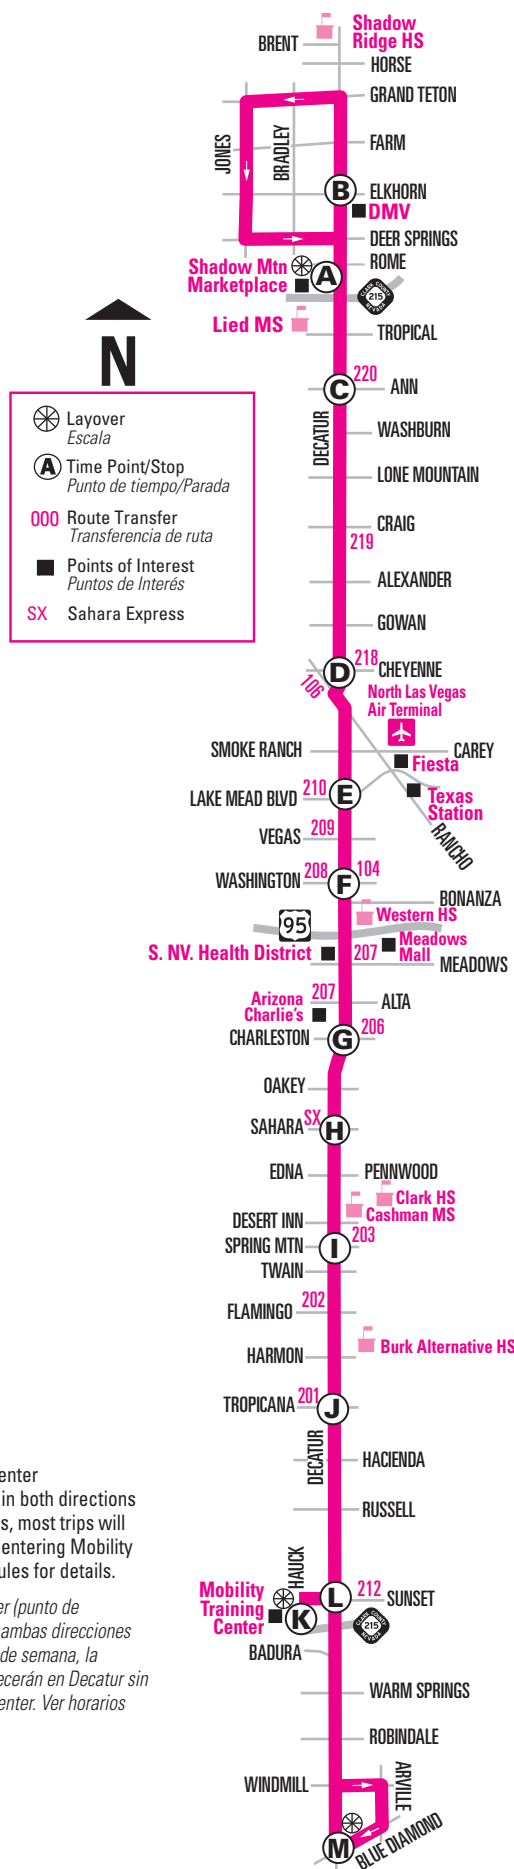 Shadow
Ridge HS
BRENT
HORSE
GRAND TETON
JONES
BRADLEY
FARM
B
ELKHORN
DMV
DEER SPRINGS
ROME
Shadow Mtn
Marketplace
A
CLARK COUNTY
215
NEVADA
Lied MS
TROPICAL
N
220
C
ANN
DECATUR
WASHBURN
Layover
Escala
A Time Point/Stop
Punto de tiempo/Parada
000 Route Transfer
Transferencia de ruta
Points of Interest
Puntos de Interés
SX Sahara Express
LONE MOUNTAIN
CRAIG
219
ALEXANDER
GOWAN
D
218
CHEYENNE
106
North Las Vegas
Air Terminal
SMOKE RANCH
CAREY
Fiesta
LAKE MEAD BLVD
210
E
Texas
Station
RANCHO
VEGAS
209
WASHINGTON
208
F
104
BONANZA
Western HS
95
S. NV. Health District
207
Meadows
Mall
MEADOWS
Arizona
Charlie's
207
ALTA
CHARLESTON
G
206
OAKEY
SAHARA
SX
H
EDNA
PENNWOOD
Clark HS
Cashman MS
DESERT INN
SPRING MTN
I
203
TWAIN
FLAMINGO
202
HARMON
Burk Alternative HS
TROPICANA
201
J
DECATUR
HACIENDA
RUSSELL
enter
in both directions
s, most trips will
entering Mobility
ules for details.
er (punto de
ambas direcciones
de semana, la
ecerán en Decatur sin
enter. Ver horarios
HAUCK
Mobility
Training
Center
K
L
212
SUNSET
CLARK COUNTY
215
NEVADA
BADURA
WARM SPRINGS
ROBINDALE
WINDMILL
ARVILLE
M
BLUE DIAMOND